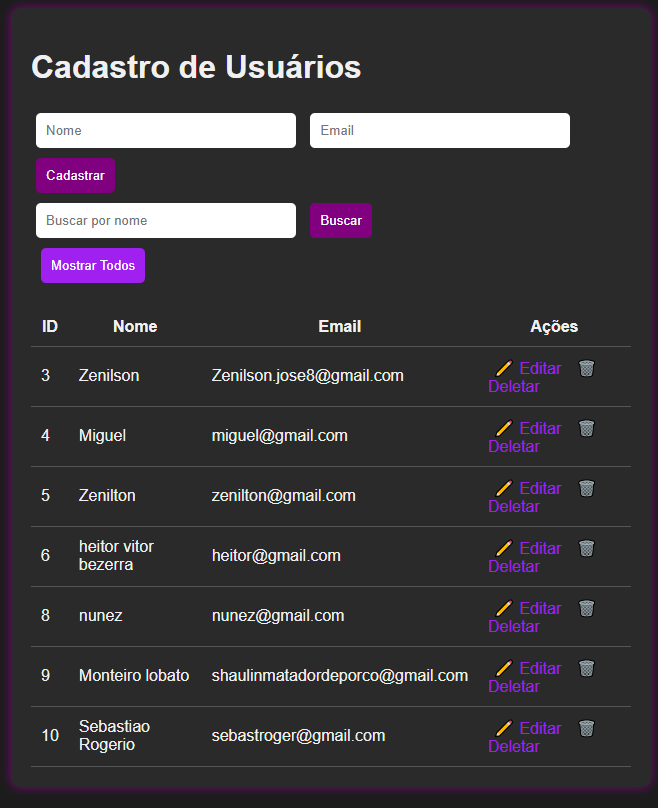 Cadastro de Usuários
Nome Email
Cadastrar
Buscar por nome Buscar
Mostrar Todos
ID Nome Email Ações
3 Zenilson Zenilson.jose8@gmail.com Editar Deletar
4 Miguel miguel@gmail.com Editar Deletar
5 Zenilton zenilton@gmail.com Editar Deletar
6 heitor vitor bezerra heitor@gmail.com Editar Deletar
8 nunez nunez@gmail.com Editar Deletar
9 Monteiro lobato shaulinmatadordeporco@gmail.com Editar Deletar
10 Sebastiao Rogerio sebastroger@gmail.com Editar Deletar